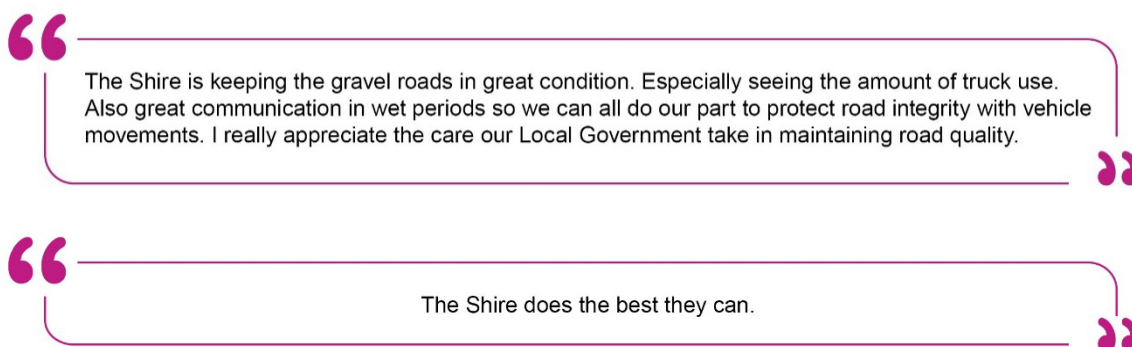 The Shire is keeping the gravel roads in great condition. Especially seeing the amount of truck use.
Also great communication in wet periods so we can all do our part to protect road integrity with vehicle
movements. I really appreciate the care our Local Government take in maintaining road quality.
The Shire does the best they can.